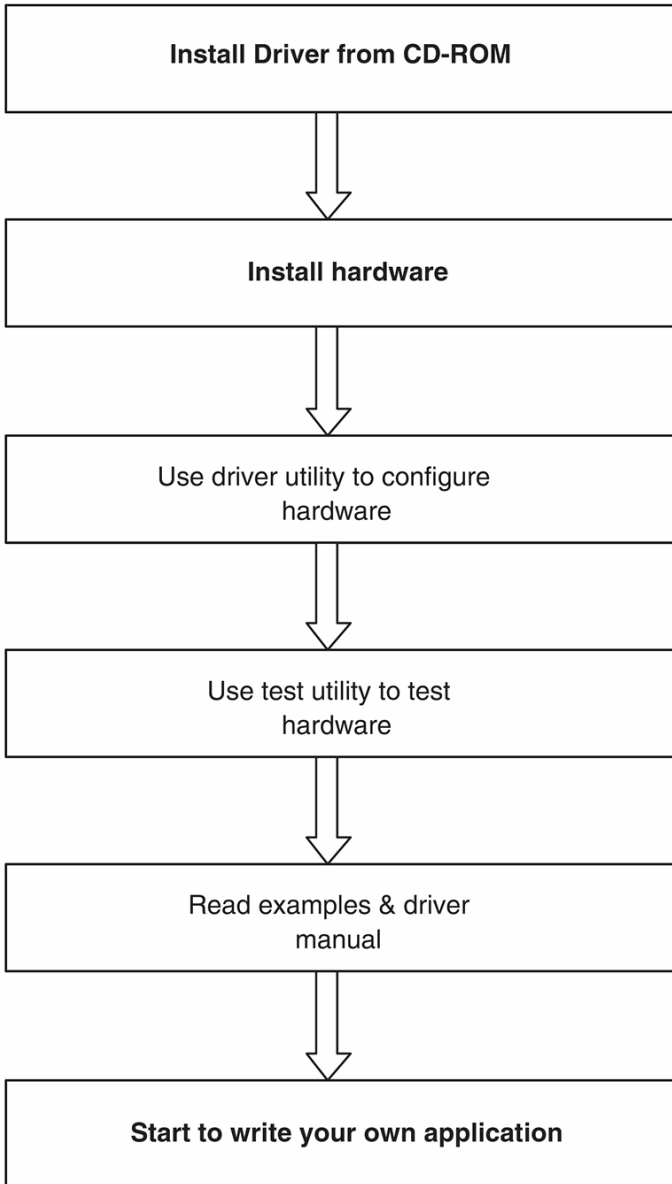 Install Driver from CD-ROM
Install hardware
Use driver utility to configure
hardware
Use test utility to test
hardware
Read examples & driver
manual
Start to write your own application